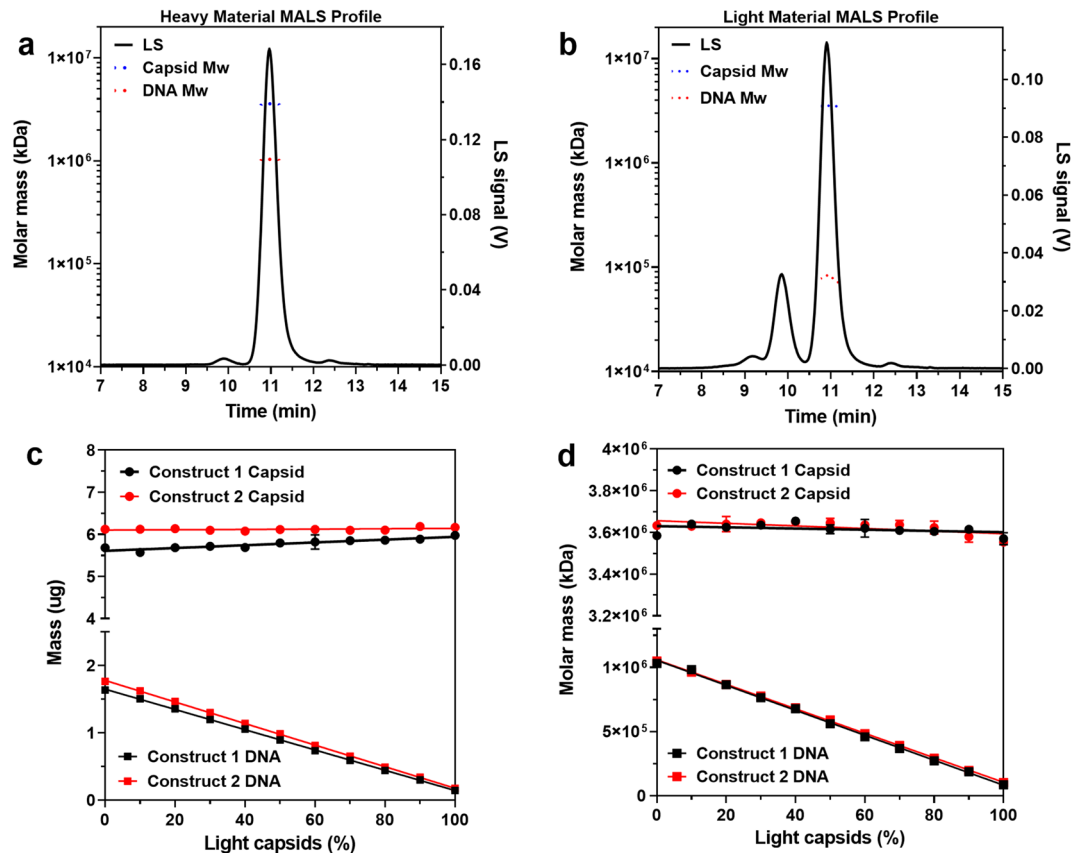 Heavy Material MALS Profile
a
LS
Capsid Mw
DNA Mw
1×10⁷
1×10⁶
1×10⁵
1×10⁴
Molar mass (kDa)
0.16
0.12
0.08
0.04
0.00
LS signal (V)
7 8 9 10 11 12 13 14 15
Time (min)
Light Material MALS Profile
b
LS
Capsid Mw
DNA Mw
1×10⁷
1×10⁶
1×10⁵
1×10⁴
Molar mass (kDa)
0.10
0.08
0.06
0.04
0.02
0.00
LS signal (V)
7 8 9 10 11 12 13 14 15
Time (min)
c
Construct 1 Capsid
Construct 2 Capsid
8
7
6
5
4
2
1
0
Mass (ug)
Construct 1 DNA
Construct 2 DNA
0 20 40 60 80 100
Light capsids (%)
d
Construct 1 Capsid
Construct 2 Capsid
4×10⁶
3.8×10⁶
3.6×10⁶
3.4×10⁶
3.2×10⁶
1×10⁶
5×10⁵
0
Molar mass (kDa)
Construct 1 DNA
Construct 2 DNA
0 20 40 60 80 100
Light capsids (%)